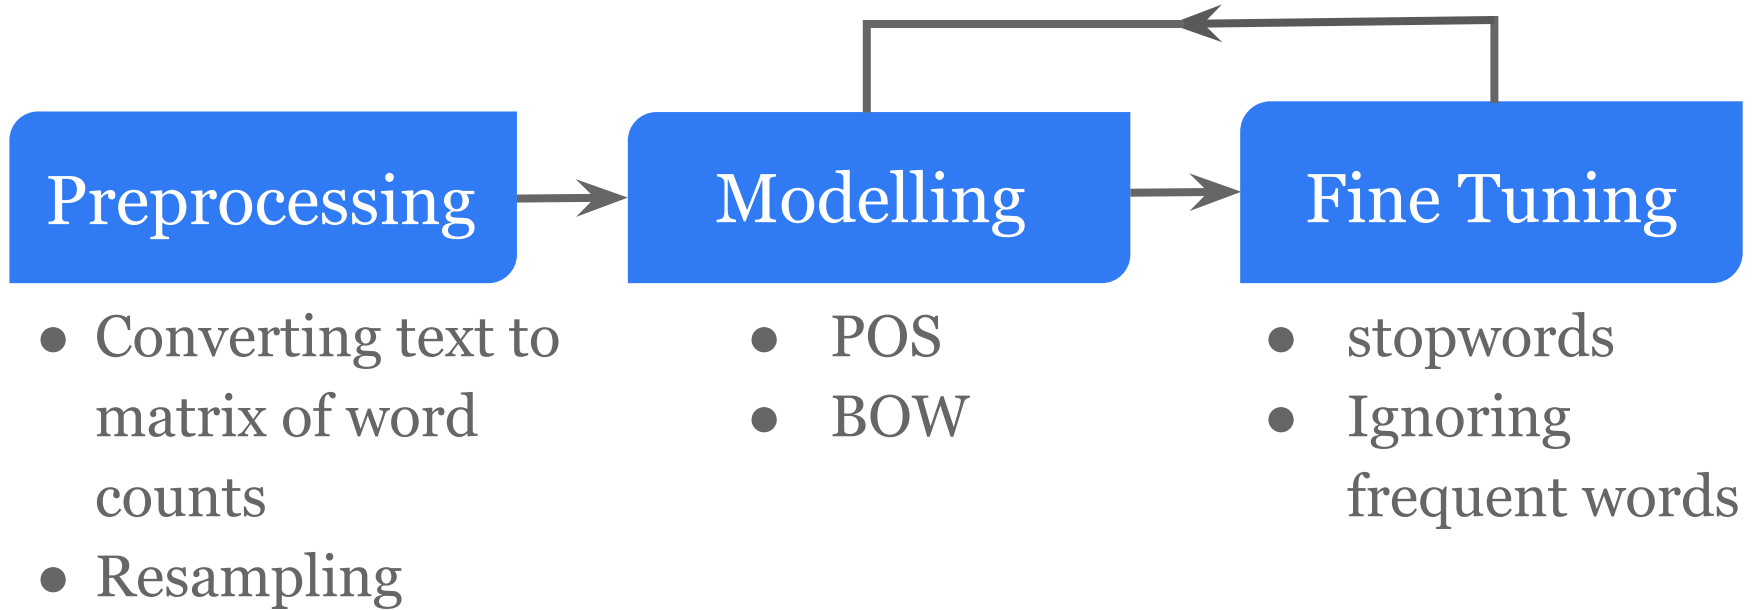 Preprocessing
Modelling
Fine Tuning
● Converting text to
matrix of word
counts
● Resampling
● POS
● BOW
● stopwords
● Ignoring
frequent words